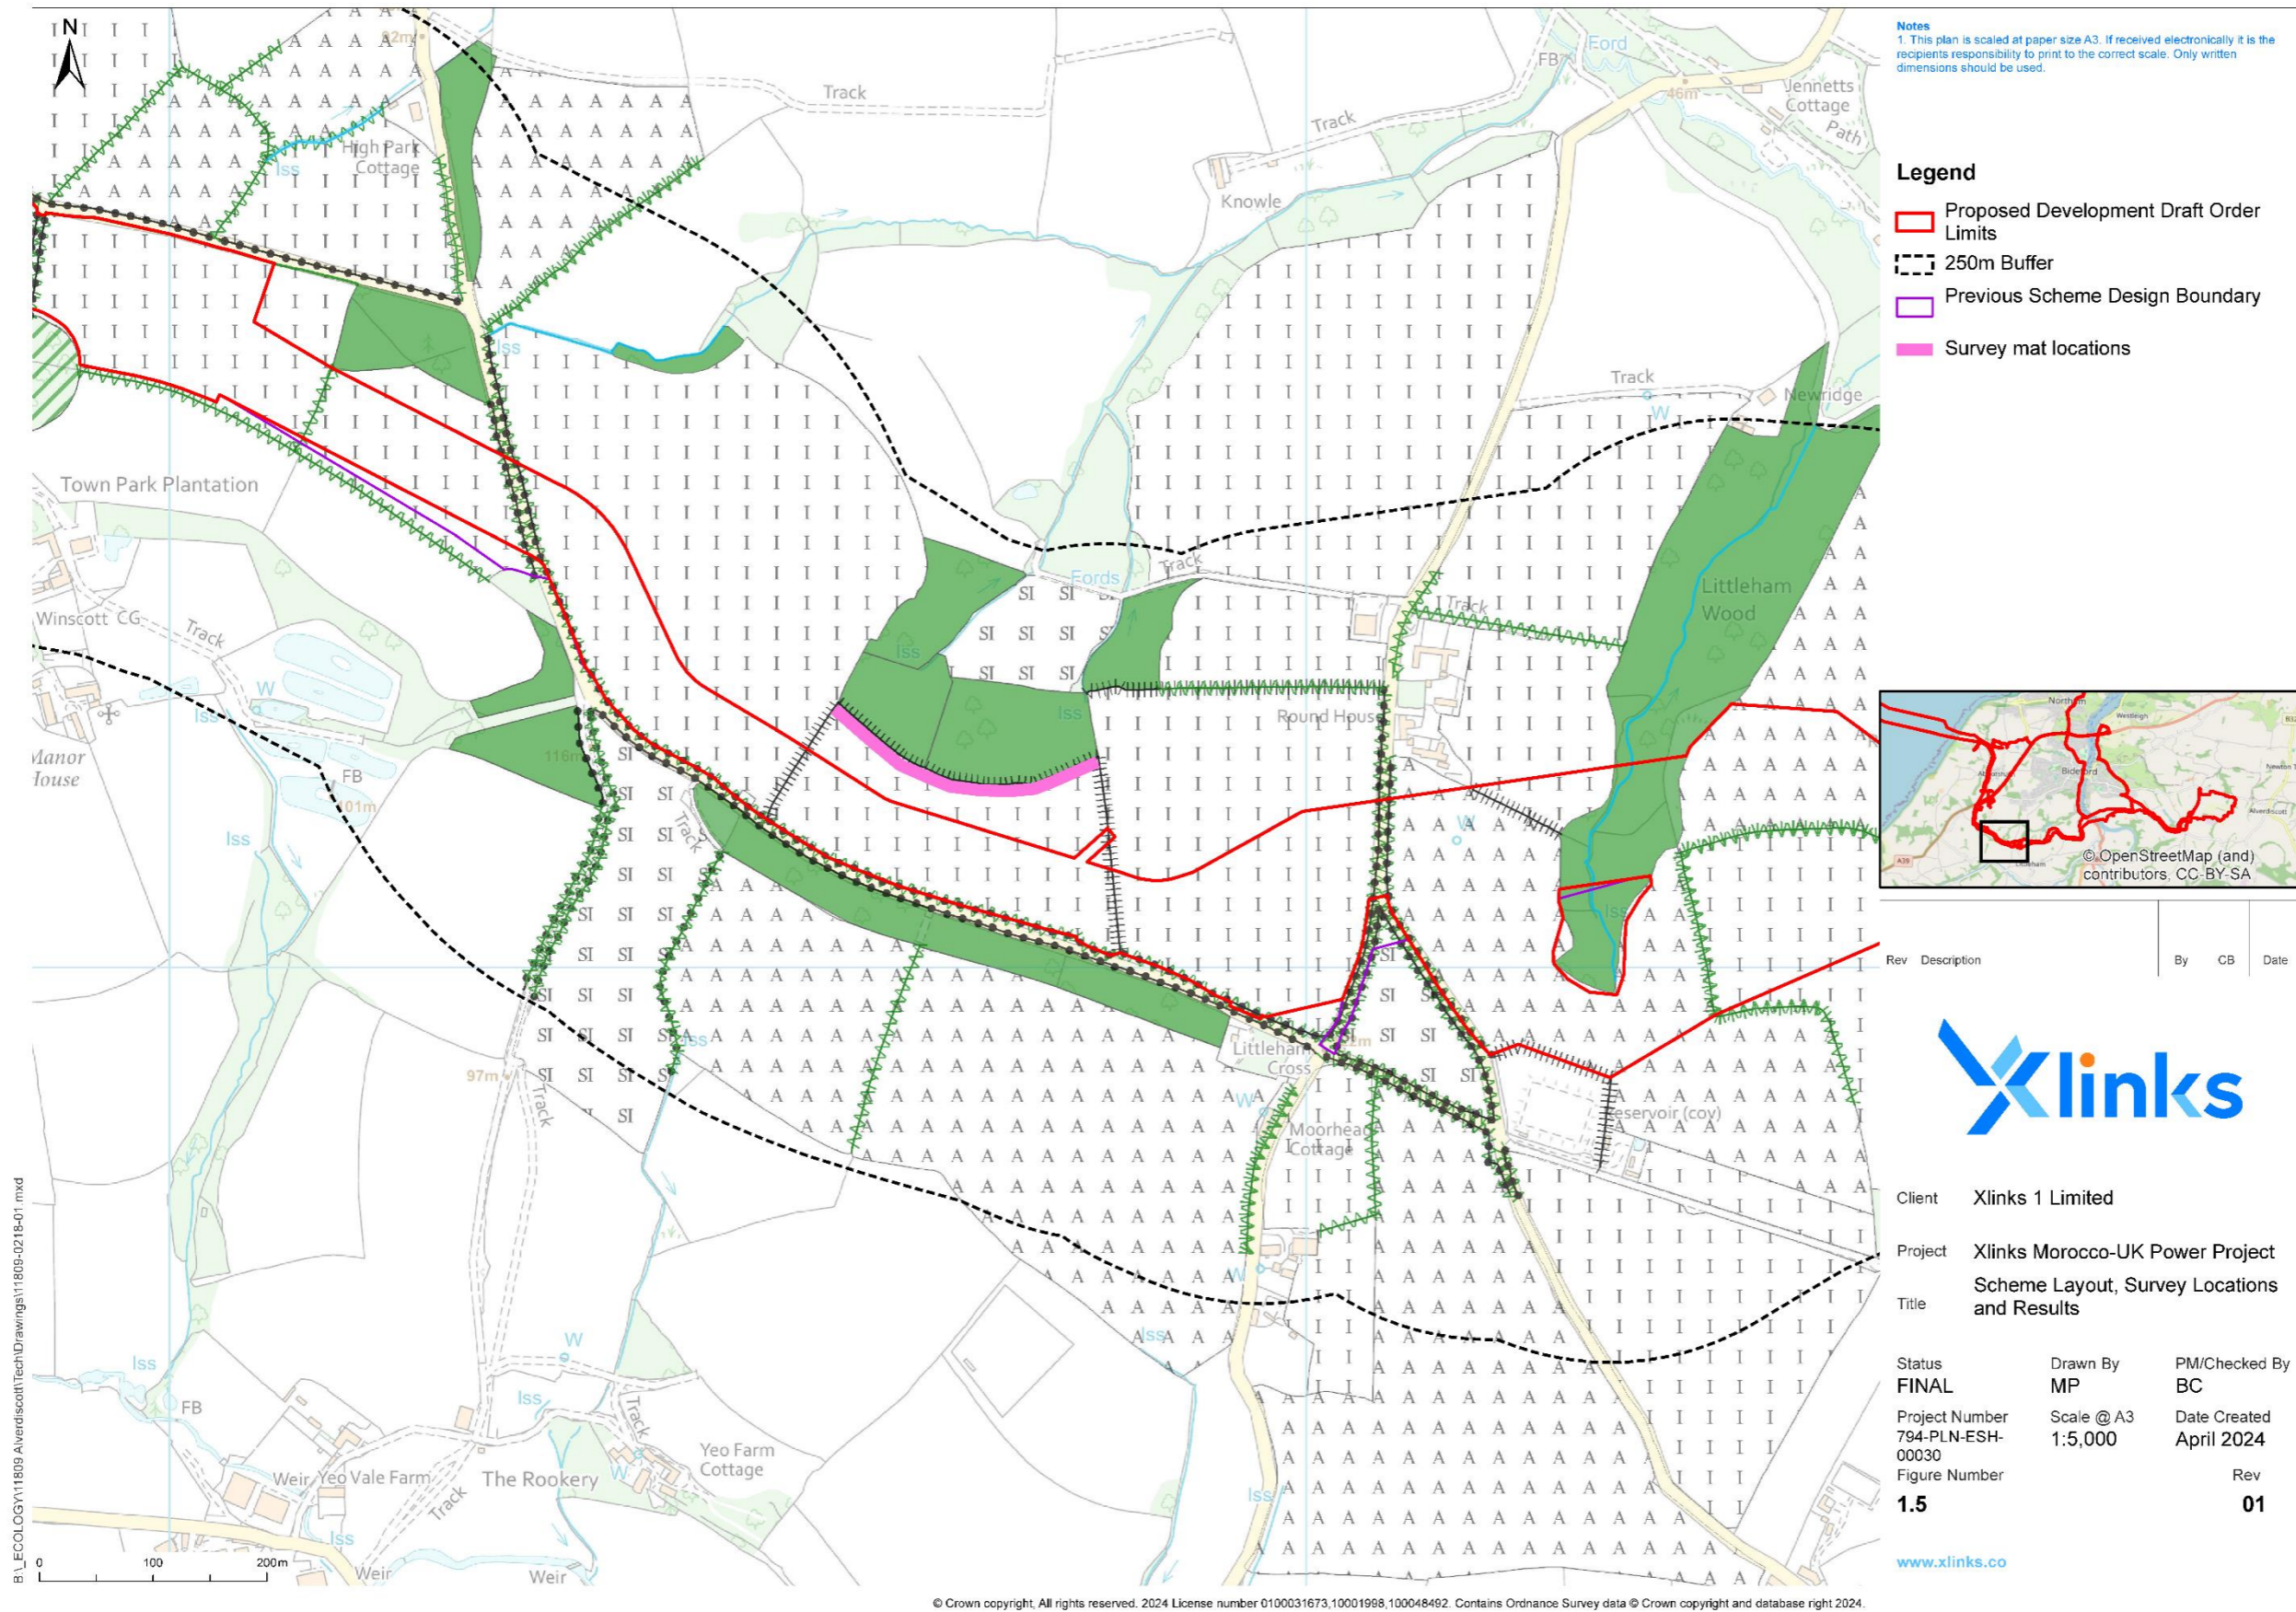 N
92m
High Park
Cottage
Iss
Track
FB
Ford
46m
Jennetts
Cottage
Path
Track
Knowle
Iss
Track
W
Newridge
Town Park Plantation
Fords
Track
Littleham
Wood
Winscott CG
Track
Track
W
Iss
Iss
Iss
Round House
Manor
House
116m
FB
101m
Track
W
Iss
Iss
Littleham
Cross
97m
Iss
Track
W
Moorhead
Cottage
Reservoir (cov)
W
Iss
W
Iss
Iss
FB
Track
Yeo Farm
Cottage
Weir
Yeo Vale Farm
The Rookery
W
Track
Iss
Iss
Weir
Weir
0 100 200m
B:\_ECOLOGY\11809 Alverdiscott\Tech\Drawings\11809-0218-01.mxd
Notes
1. This plan is scaled at paper size A3. If received electronically it is the
recipients responsibility to print to the correct scale. Only written
dimensions should be used.
Legend
Proposed Development Draft Order
Limits
250m Buffer
Previous Scheme Design Boundary
Survey mat locations
Westleigh
Bideford
Alverdiscott
A39
© OpenStreetMap (and)
contributors, CC-BY-SA
Rev Description By CB Date
Xlinks
Client Xlinks 1 Limited
Project Xlinks Morocco-UK Power Project
Title Scheme Layout, Survey Locations
and Results
Status Drawn By PM/Checked By
FINAL MP BC
Project Number Scale @ A3 Date Created
794-PLN-ESH- 1:5,000 April 2024
00030
Figure Number Rev
1.5 01
www.xlinks.co
© Crown copyright, All rights reserved. 2024 License number 0100031673,10001998,100048492. Contains Ordnance Survey data © Crown copyright and database right 2024.